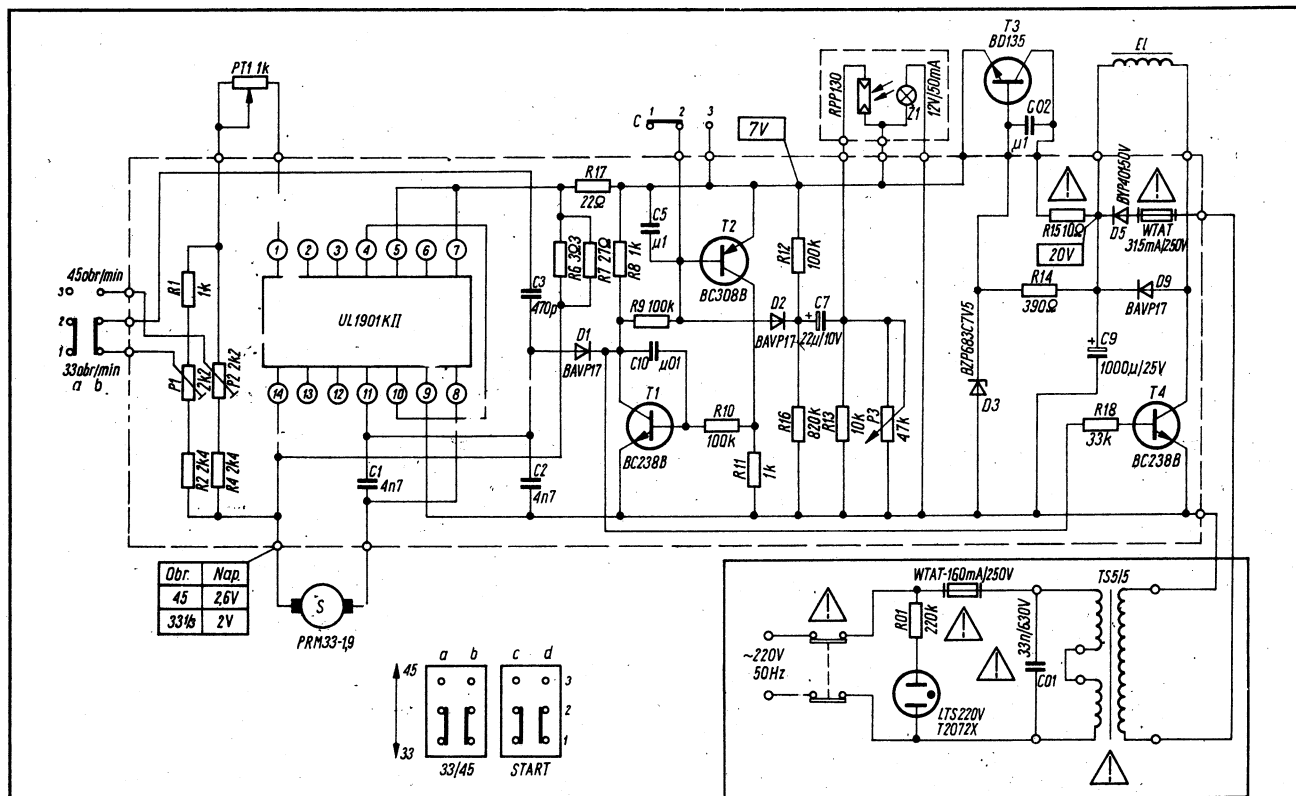 T3
BD135
El
PT1 1k
RPP130
Z1
12V/50mA
C02
µ1
C 1 2 3
7V
R17
22Ω
C5
µ1
T2
BC308B
R12
100k
R15 10Ω
BYP401 50V
D5
WTAT
315mA/250V
20V
1 2 3 4 5 6 7
R6 3Ω3
R7 27Ω
R8 1k
45obr/min
3
2
1
33obr/min
a b
R1
1k
UL1901KII
C3
470p
R9 100k
D2
BAVP17
C7
+
22µ/10V
R14
390Ω
D9
BAVP17
BZP683C7V5
D3
+
C9
1000µ/25V
P1
2k2
P2 2k2
D1
BAVP17
C10 µ01
14 13 12 11 10 9 8
T1
BC238B
R10
100k
R16
820k
R13
10k
P3
47k
R18
33k
T4
BC238B
R2 2k4
R4 2k4
C1
4n7
C2
4n7
R11
1k
Obr. Nap.
45 2,6V
33⅓ 2V
S
PRM33-1,9
WTAT-160mA/250V
TS5/5
~220V
50Hz
R01
220k
33n/630V
C01
LTS220V
T2072X
a b c d
45
33
3
2
1
33/45 START